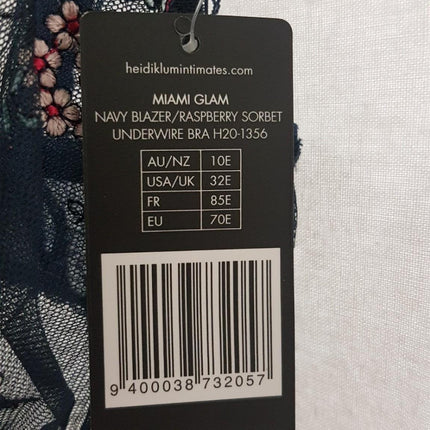 heidiklumintimates.com
MIAMI GLAM
NAVY BLAZER/RASPBERRY SORBET
UNDERWIRE BRA H20-1356
AU/NZ 10E
USA/UK 32E
FR 85E
EU 70E
9 400038 732057